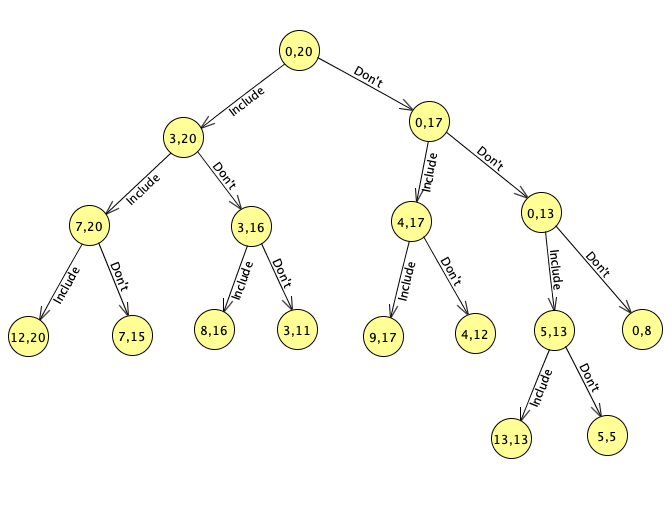 0,20
Include
Don't
3,20
0,17
Include
Don't
Include
Don't
7,20
3,16
4,17
0,13
Include
Don't
Include
Don't
Include
Don't
Include
Don't
12,20
7,15
8,16
3,11
9,17
4,12
5,13
0,8
Include
Don't
13,13
5,5